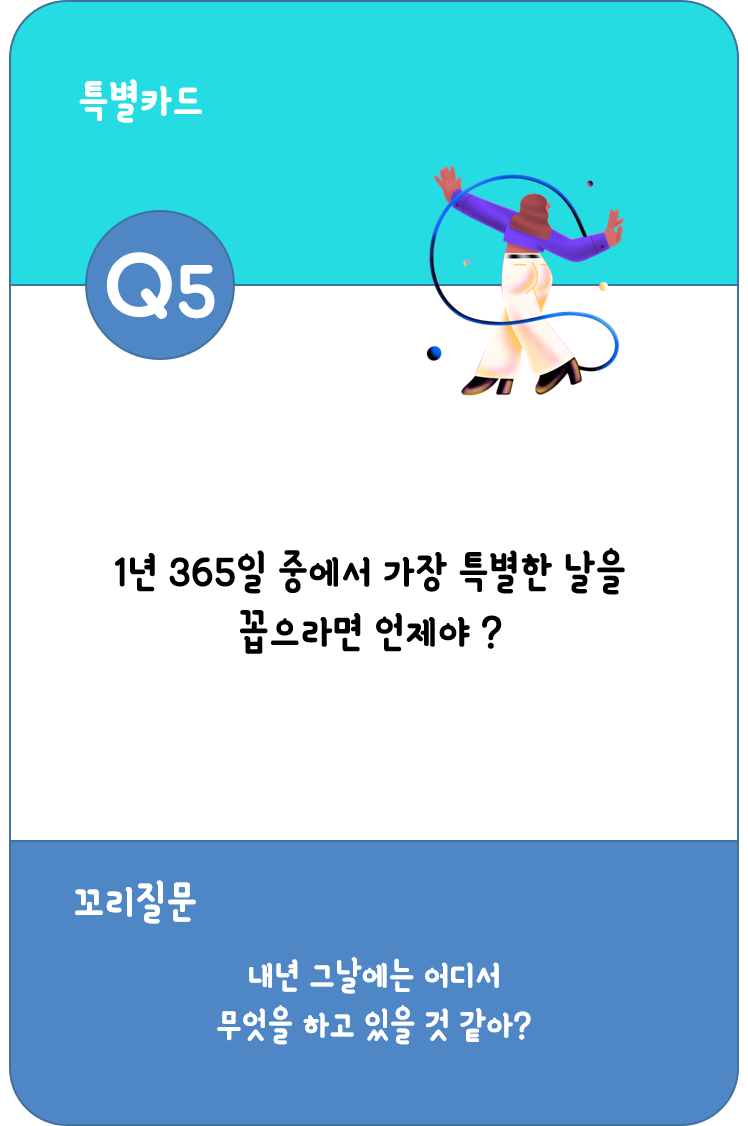 특별카드
Q5
1년 365일 중에서 가장 특별한 날을
꼽으라면 언제야 ?
꼬리질문
내년 그날에는 어디서
무엇을 하고 있을 것 같아?